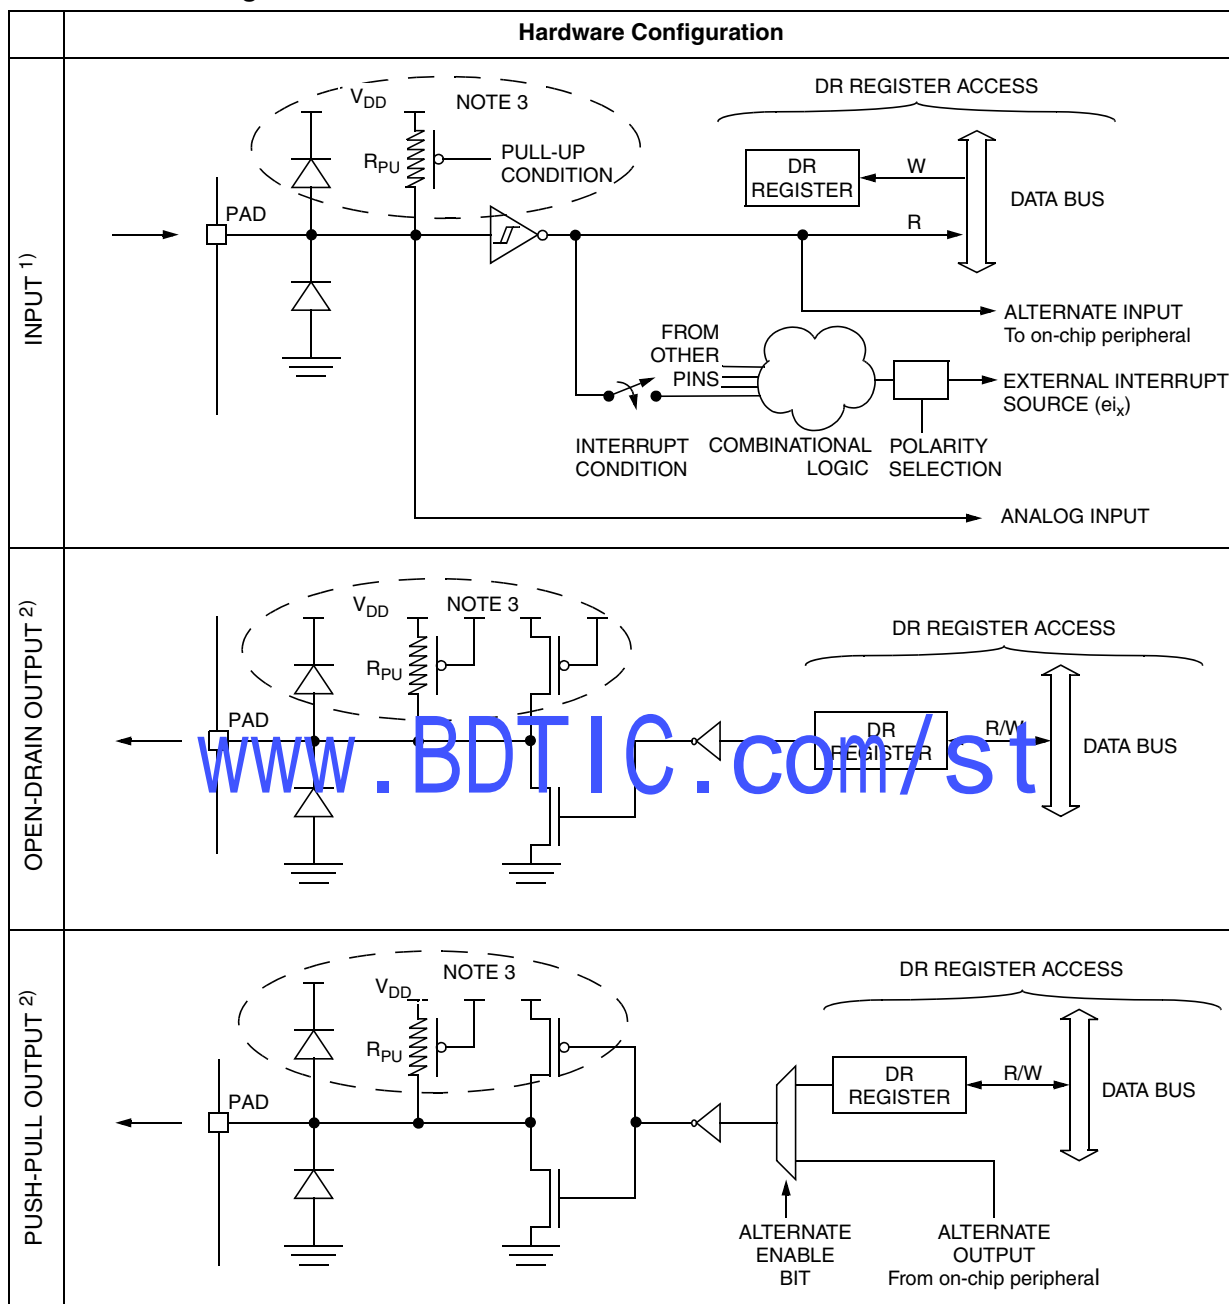 Hardware Configuration
INPUT 1)
VDD
NOTE 3
RPU
PULL-UP
CONDITION
PAD
DR REGISTER ACCESS
DR
REGISTER
W
R
DATA BUS
ALTERNATE INPUT
To on-chip peripheral
FROM
OTHER
PINS
EXTERNAL INTERRUPT
SOURCE (eix)
INTERRUPT
CONDITION
COMBINATIONAL
LOGIC
POLARITY
SELECTION
ANALOG INPUT
OPEN-DRAIN OUTPUT 2)
VDD
NOTE 3
RPU
PAD
DR REGISTER ACCESS
DR
REGISTER
R/W
DATA BUS
www.BDTIC.com/st
PUSH-PULL OUTPUT 2)
NOTE 3
VDD
RPU
PAD
DR REGISTER ACCESS
DR
REGISTER
R/W
DATA BUS
ALTERNATE
ENABLE
BIT
ALTERNATE
OUTPUT
From on-chip peripheral